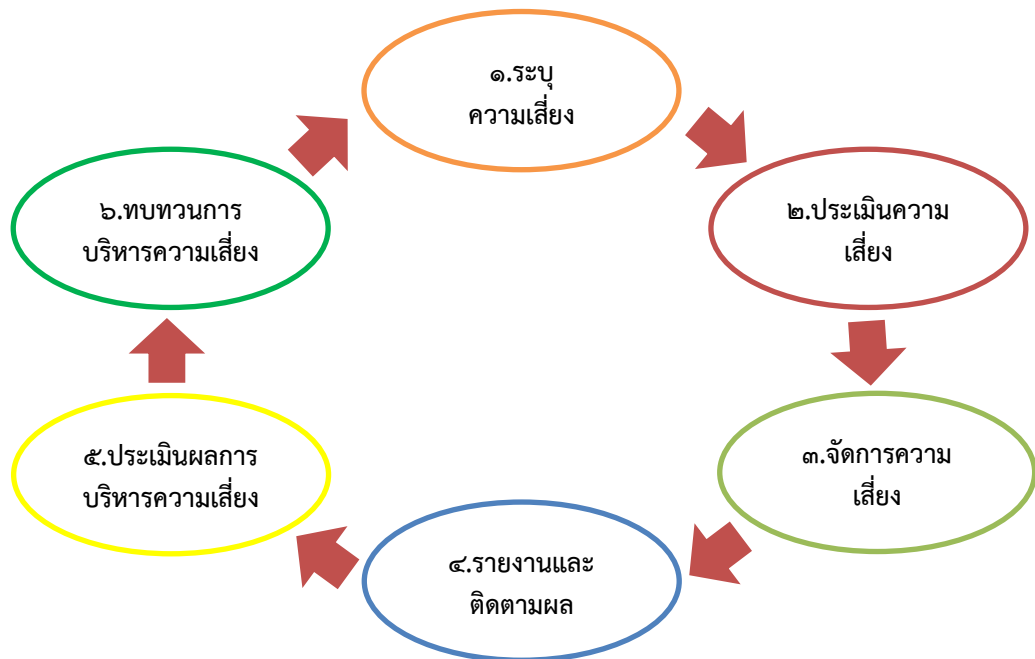 ๑.ระบุ
ความเสี่ยง
๒.ประเมินความ
เสี่ยง
๓.จัดการความ
เสี่ยง
๔.รายงานและ
ติดตามผล
๕.ประเมินผลการ
บริหารความเสี่ยง
๖.ทบทวนการ
บริหารความเสี่ยง